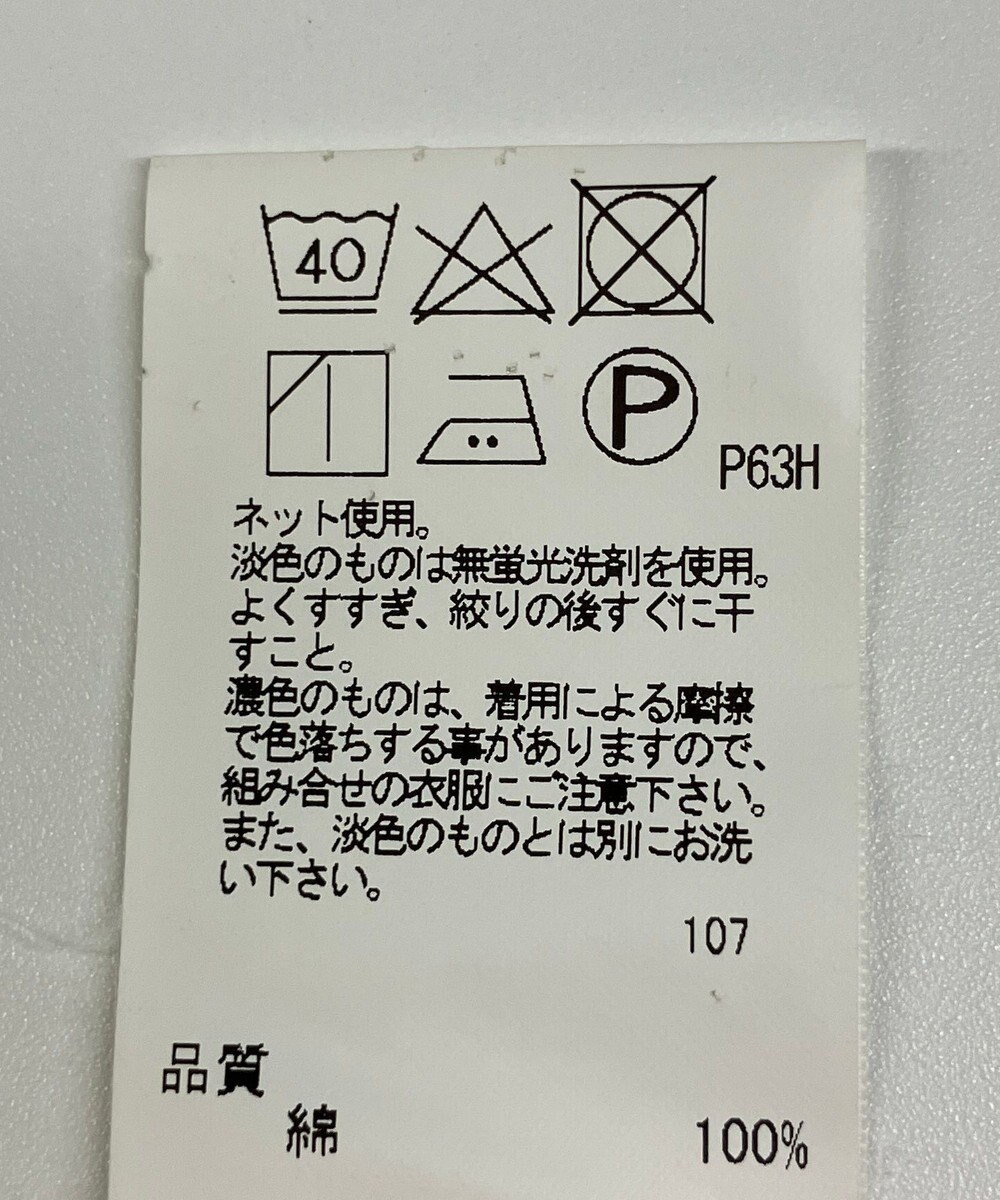 40
P
P63H
ネット使用。
淡色のものは無蛍光洗剤を使用。
よくすすぎ、絞りの後すぐに干
すこと。
濃色のものは、着用による摩擦
で色落ちする事がありますので、
組み合せの衣服にご注意下さい。
また、淡色のものとは別にお洗
い下さい。
107
品質
綿 100%